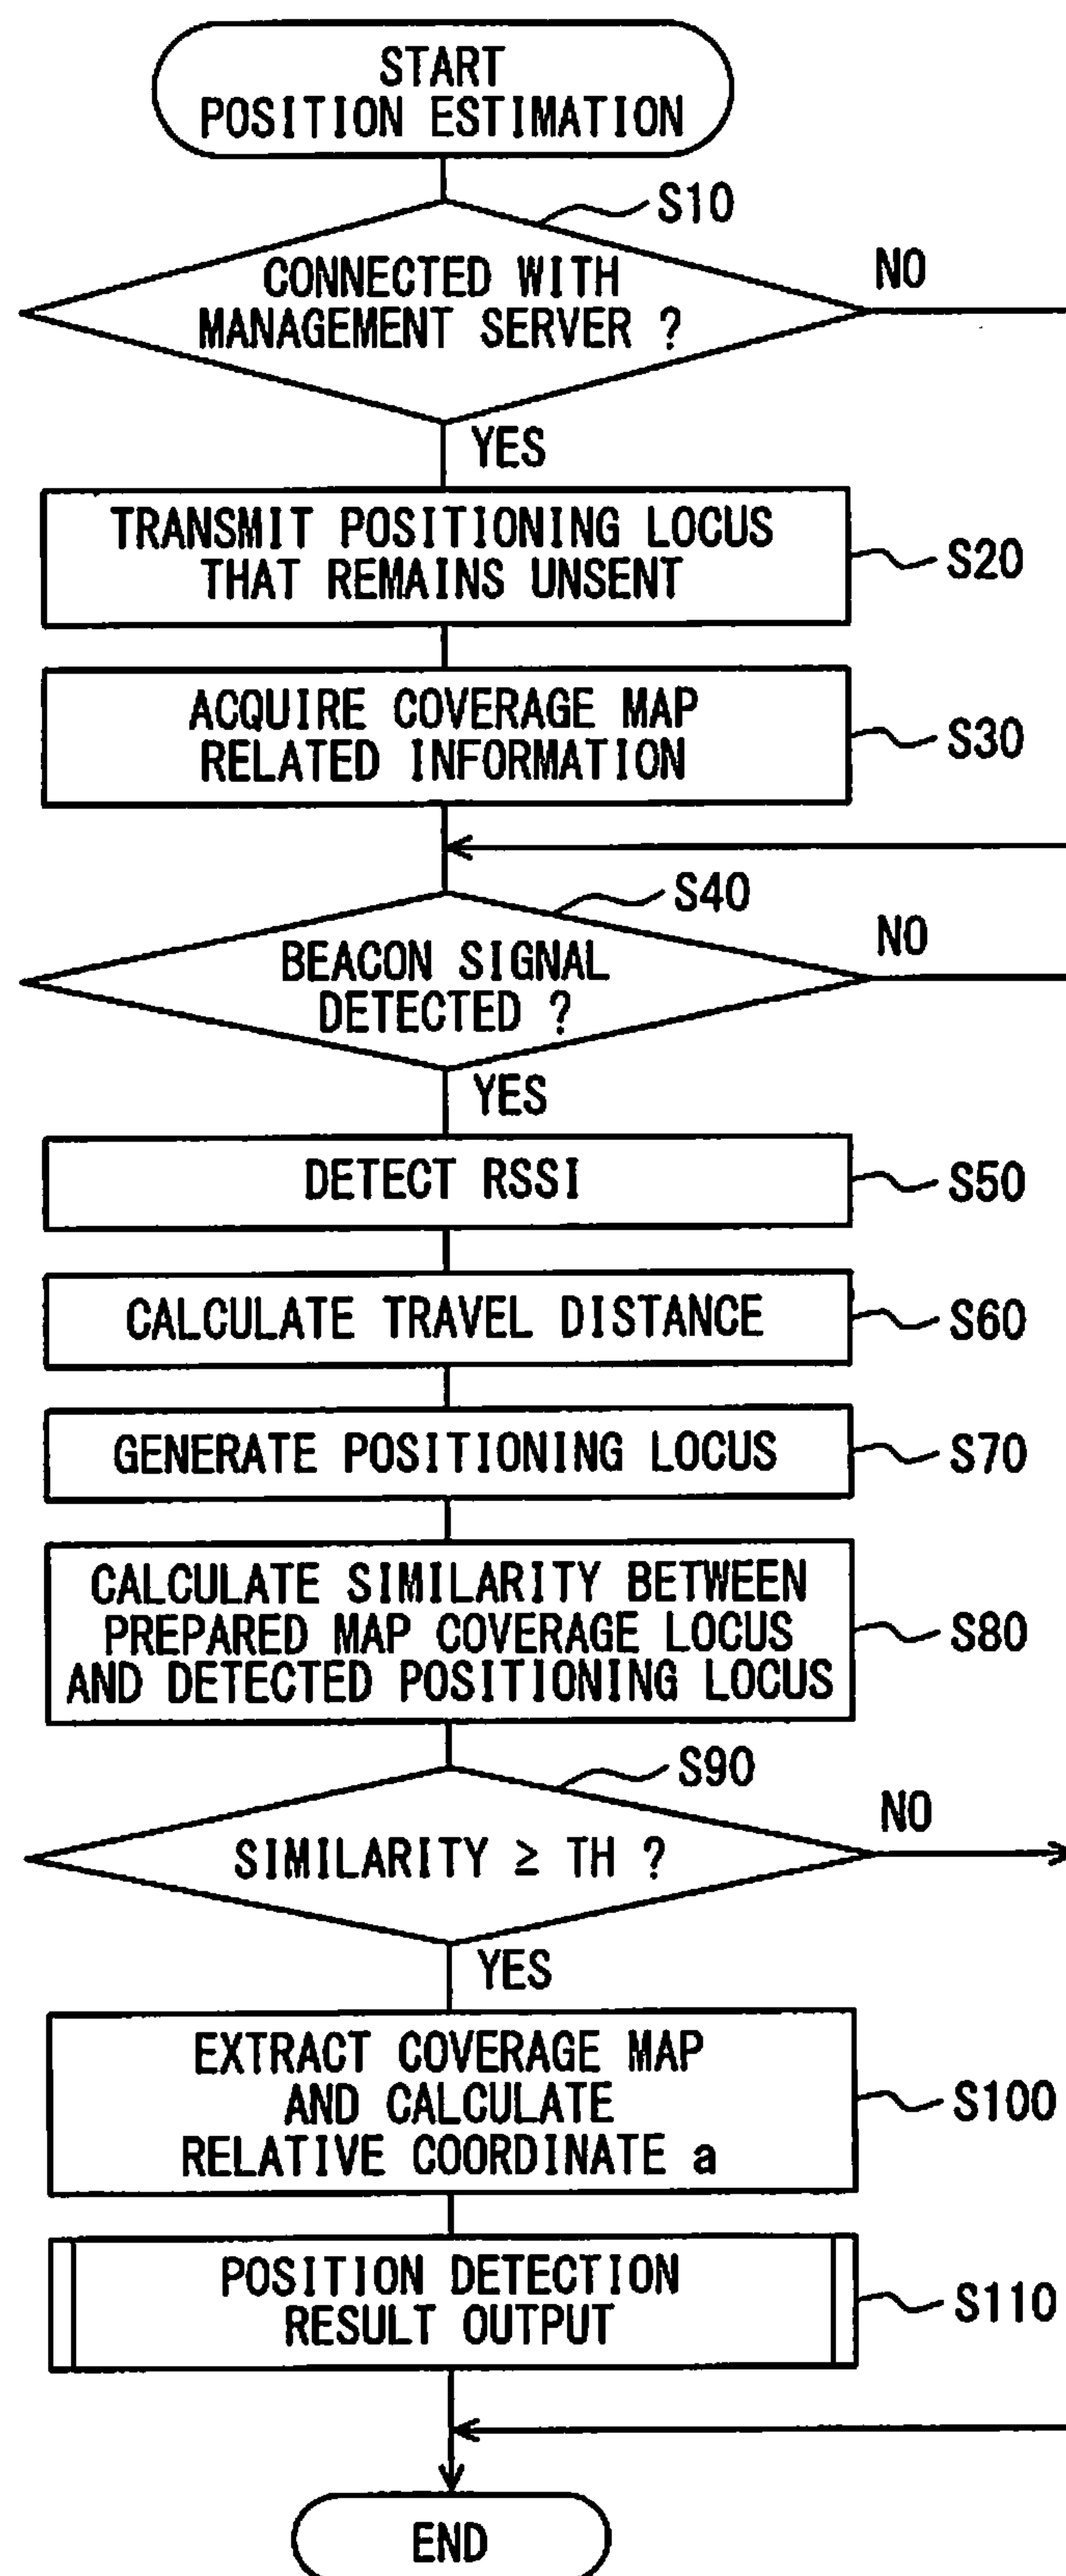 START
POSITION ESTIMATION
S10
CONNECTED WITH
MANAGEMENT SERVER ?
NO
YES
TRANSMIT POSITIONING LOCUS
THAT REMAINS UNSENT
S20
ACQUIRE COVERAGE MAP
RELATED INFORMATION
S30
S40
BEACON SIGNAL
DETECTED ?
NO
YES
DETECT RSSI
S50
CALCULATE TRAVEL DISTANCE
S60
GENERATE POSITIONING LOCUS
S70
CALCULATE SIMILARITY BETWEEN
PREPARED MAP COVERAGE LOCUS
AND DETECTED POSITIONING LOCUS
S80
S90
SIMILARITY ≥ TH ?
NO
YES
EXTRACT COVERAGE MAP
AND CALCULATE
RELATIVE COORDINATE a
S100
POSITION DETECTION
RESULT OUTPUT
S110
END